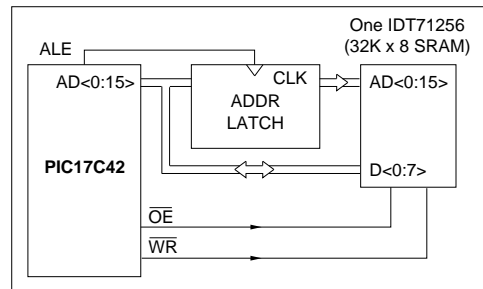 One IDT71256
(32K x 8 SRAM)
ALE
AD<0:15>
CLK
ADDR
LATCH
AD<0:15>
PIC17C42
D<0:7>
OE
WR